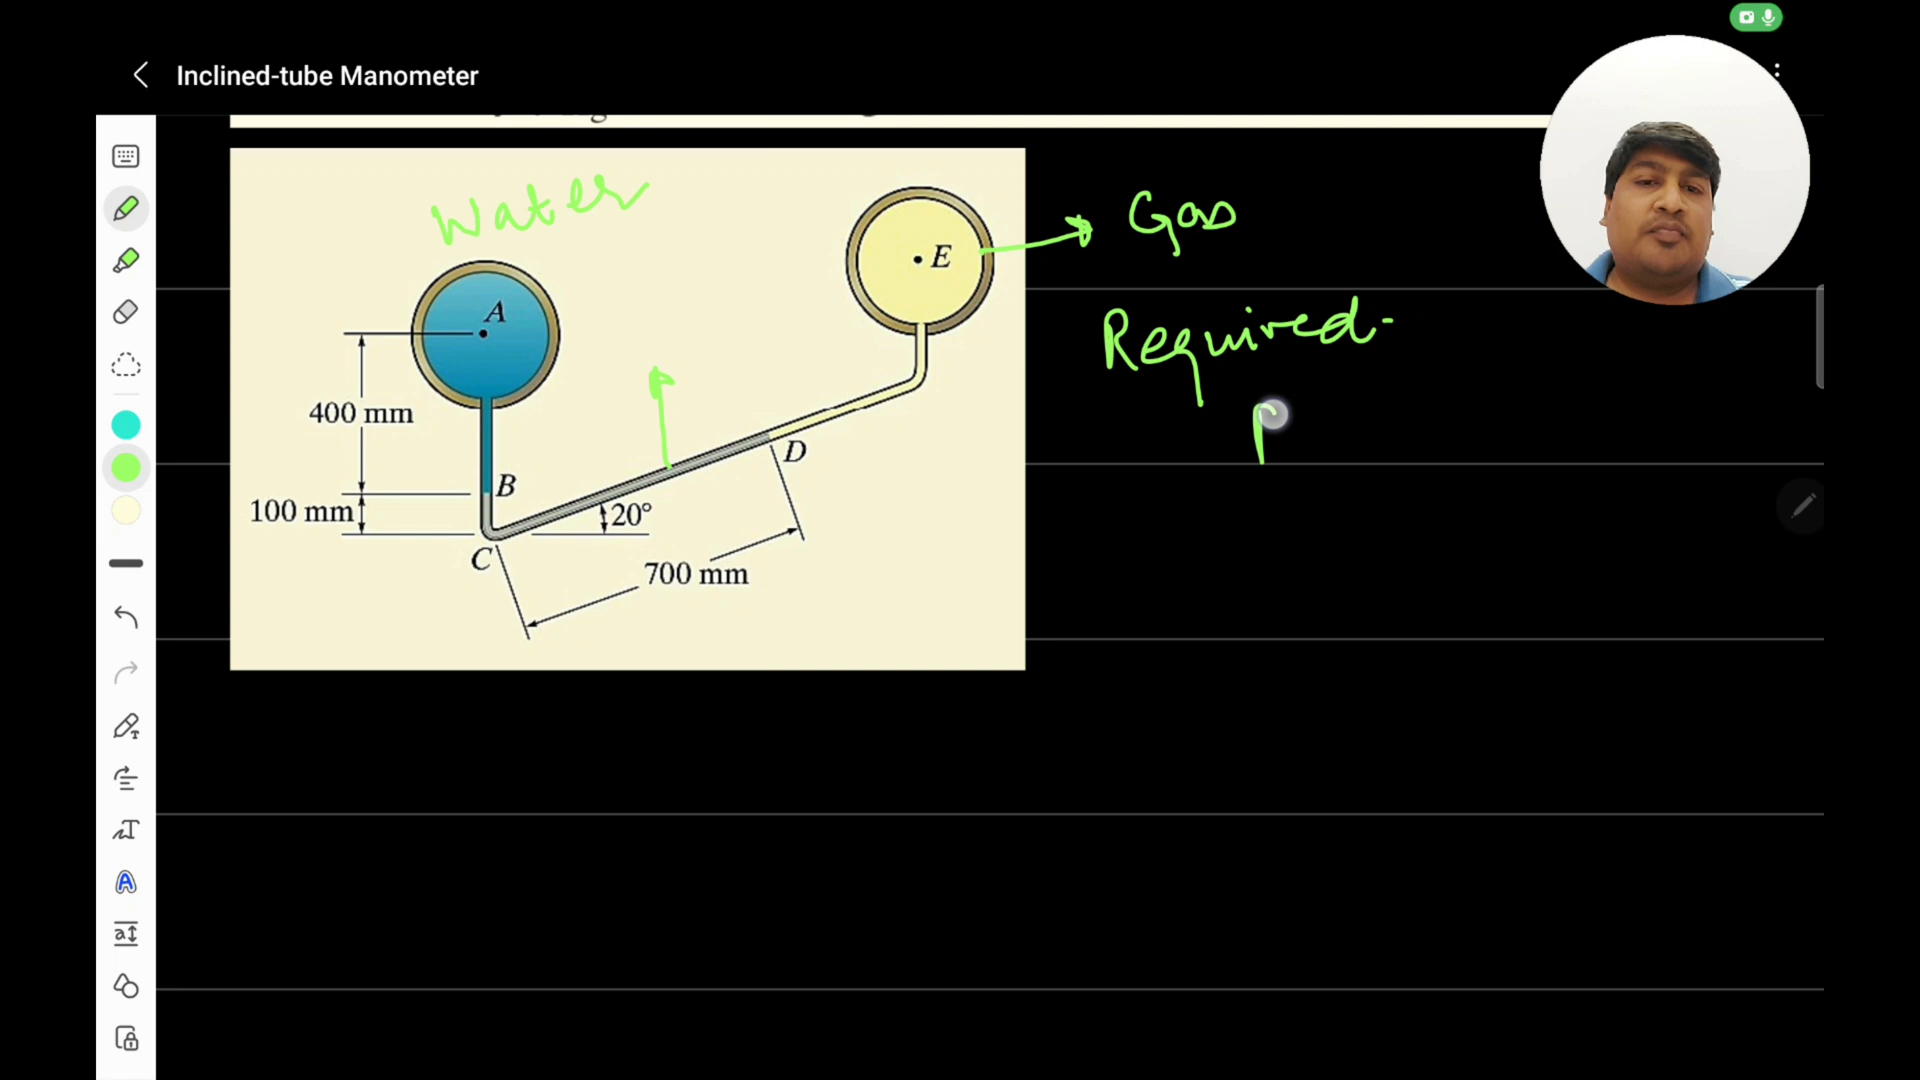 Inclined-tube Manometer
Water
Gas
E
A
Required-
P
400 mm
D
B
100 mm
20°
C
700 mm